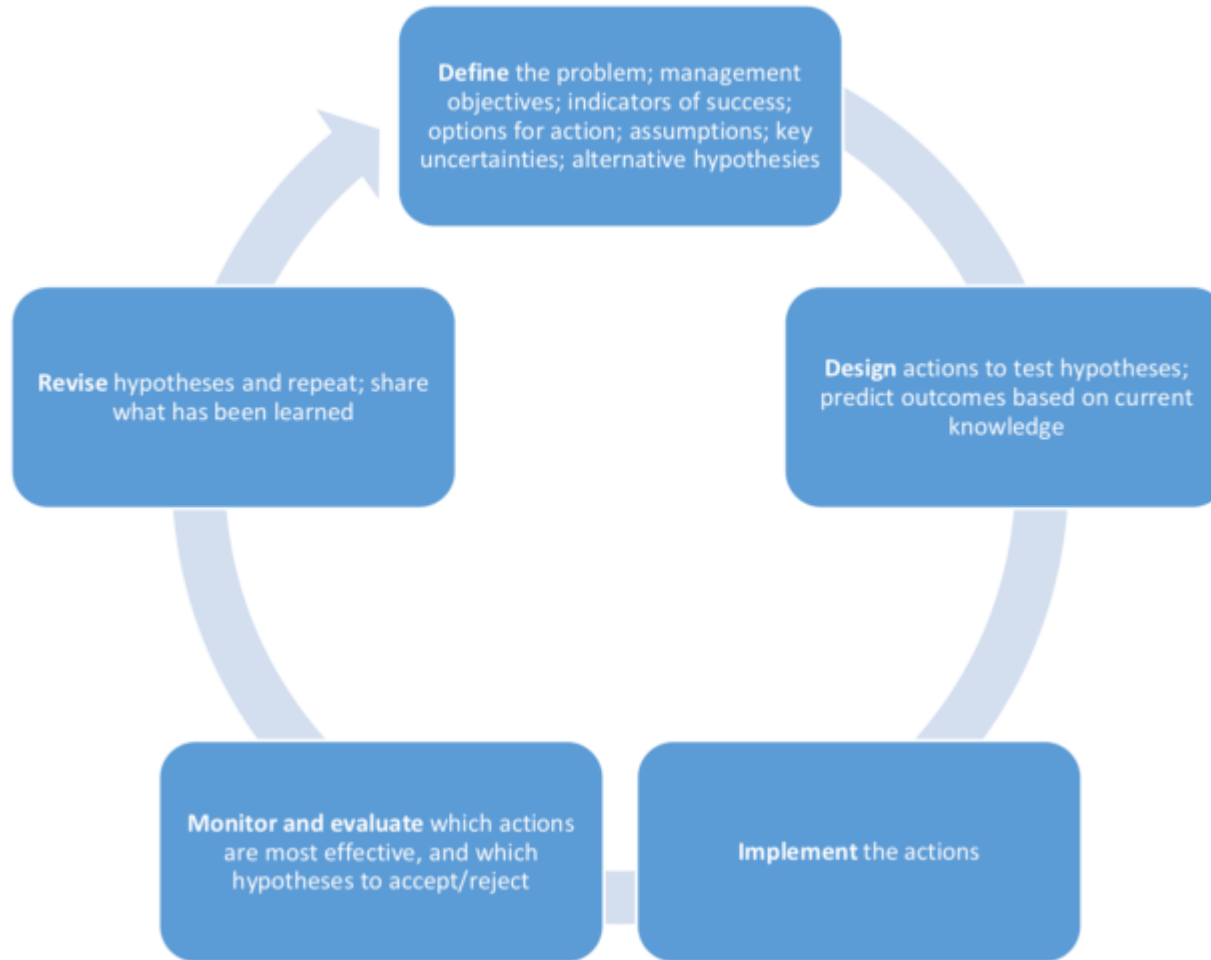 Define the problem; management
objectives; indicators of success;
options for action; assumptions; key
uncertainties; alternative hypothesies
Design actions to test hypotheses;
predict outcomes based on current
knowledge
Implement the actions
Monitor and evaluate which actions
are most effective, and which
hypotheses to accept/reject
Revise hypotheses and repeat; share
what has been learned